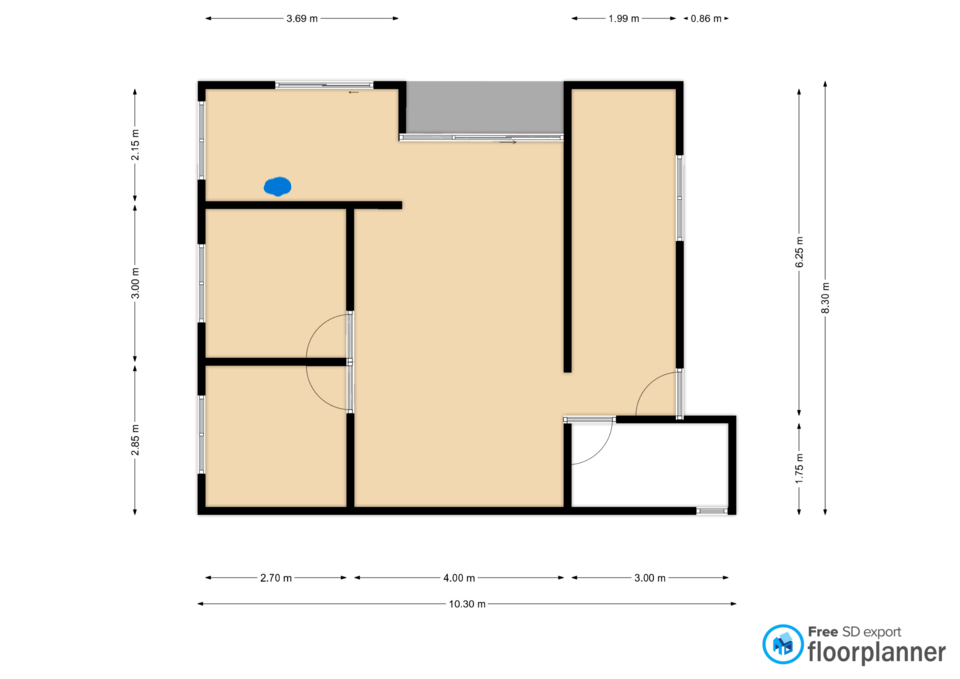 3.69 m
1.99 m
0.86 m
2.15 m
3.00 m
2.85 m
6.25 m
8.30 m
1.75 m
2.70 m
4.00 m
3.00 m
10.30 m
Free SD export
floorplanner